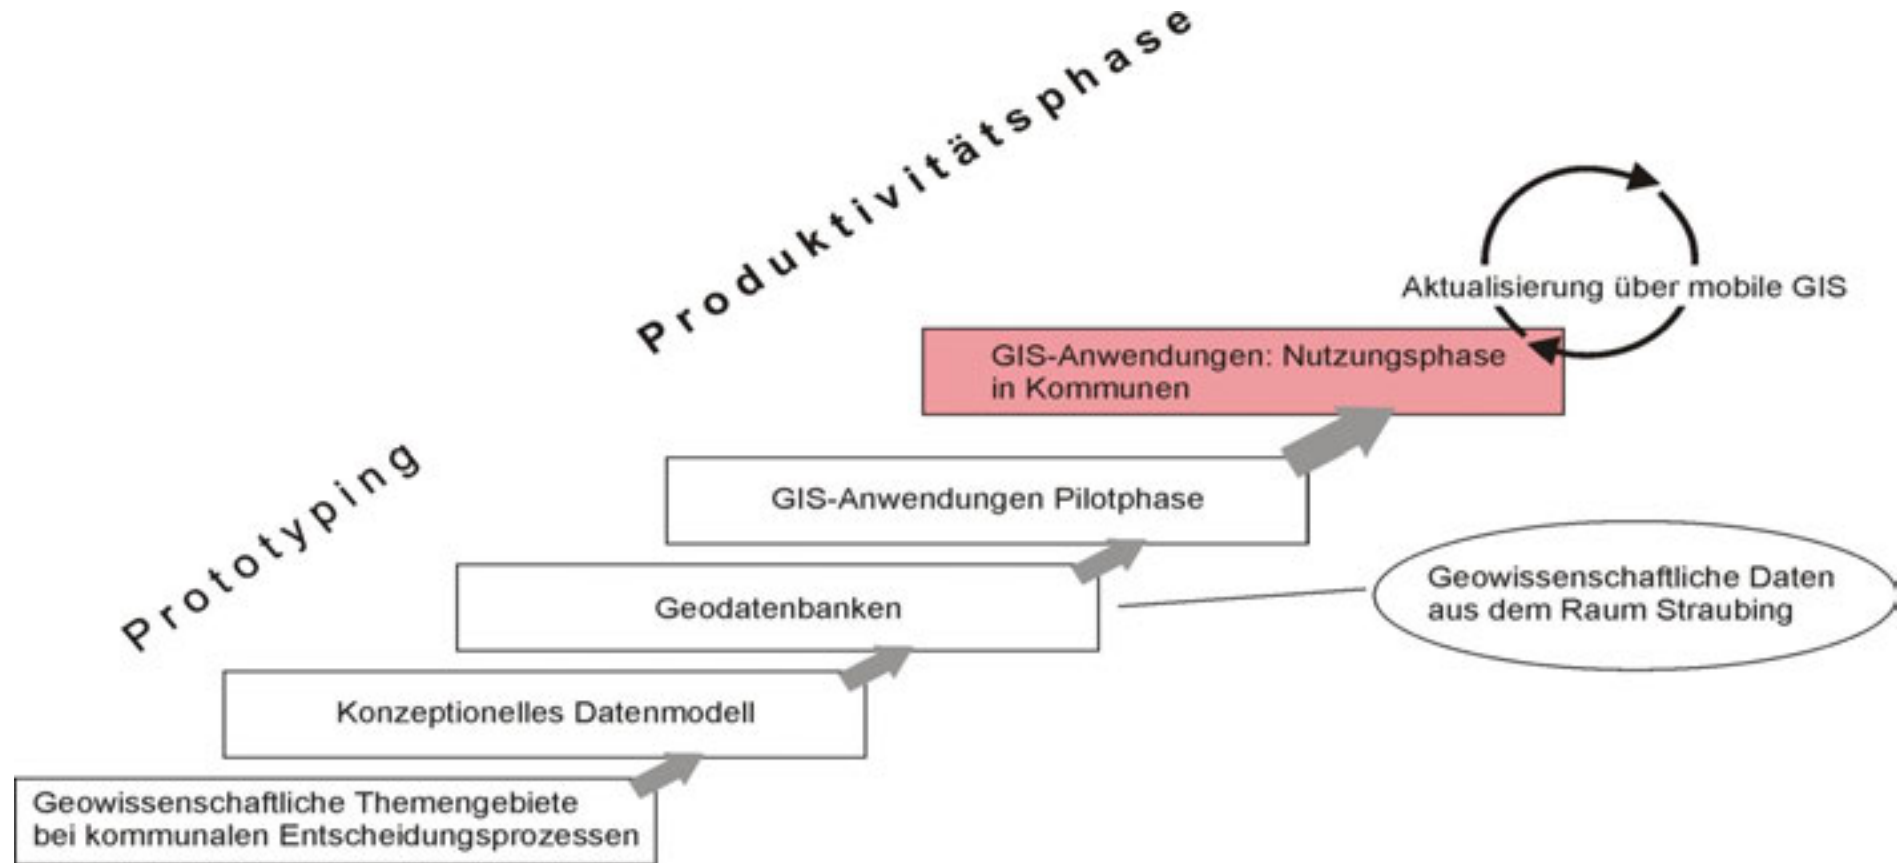 Produktivitätsphase
Prototyping
Aktualisierung über mobile GIS
GIS-Anwendungen: Nutzungsphase
in Kommunen
GIS-Anwendungen Pilotphase
Geowissenschaftliche Daten
aus dem Raum Straubing
Geodatenbanken
Konzeptionelles Datenmodell
Geowissenschaftliche Themengebiete
bei kommunalen Entscheidungsprozessen